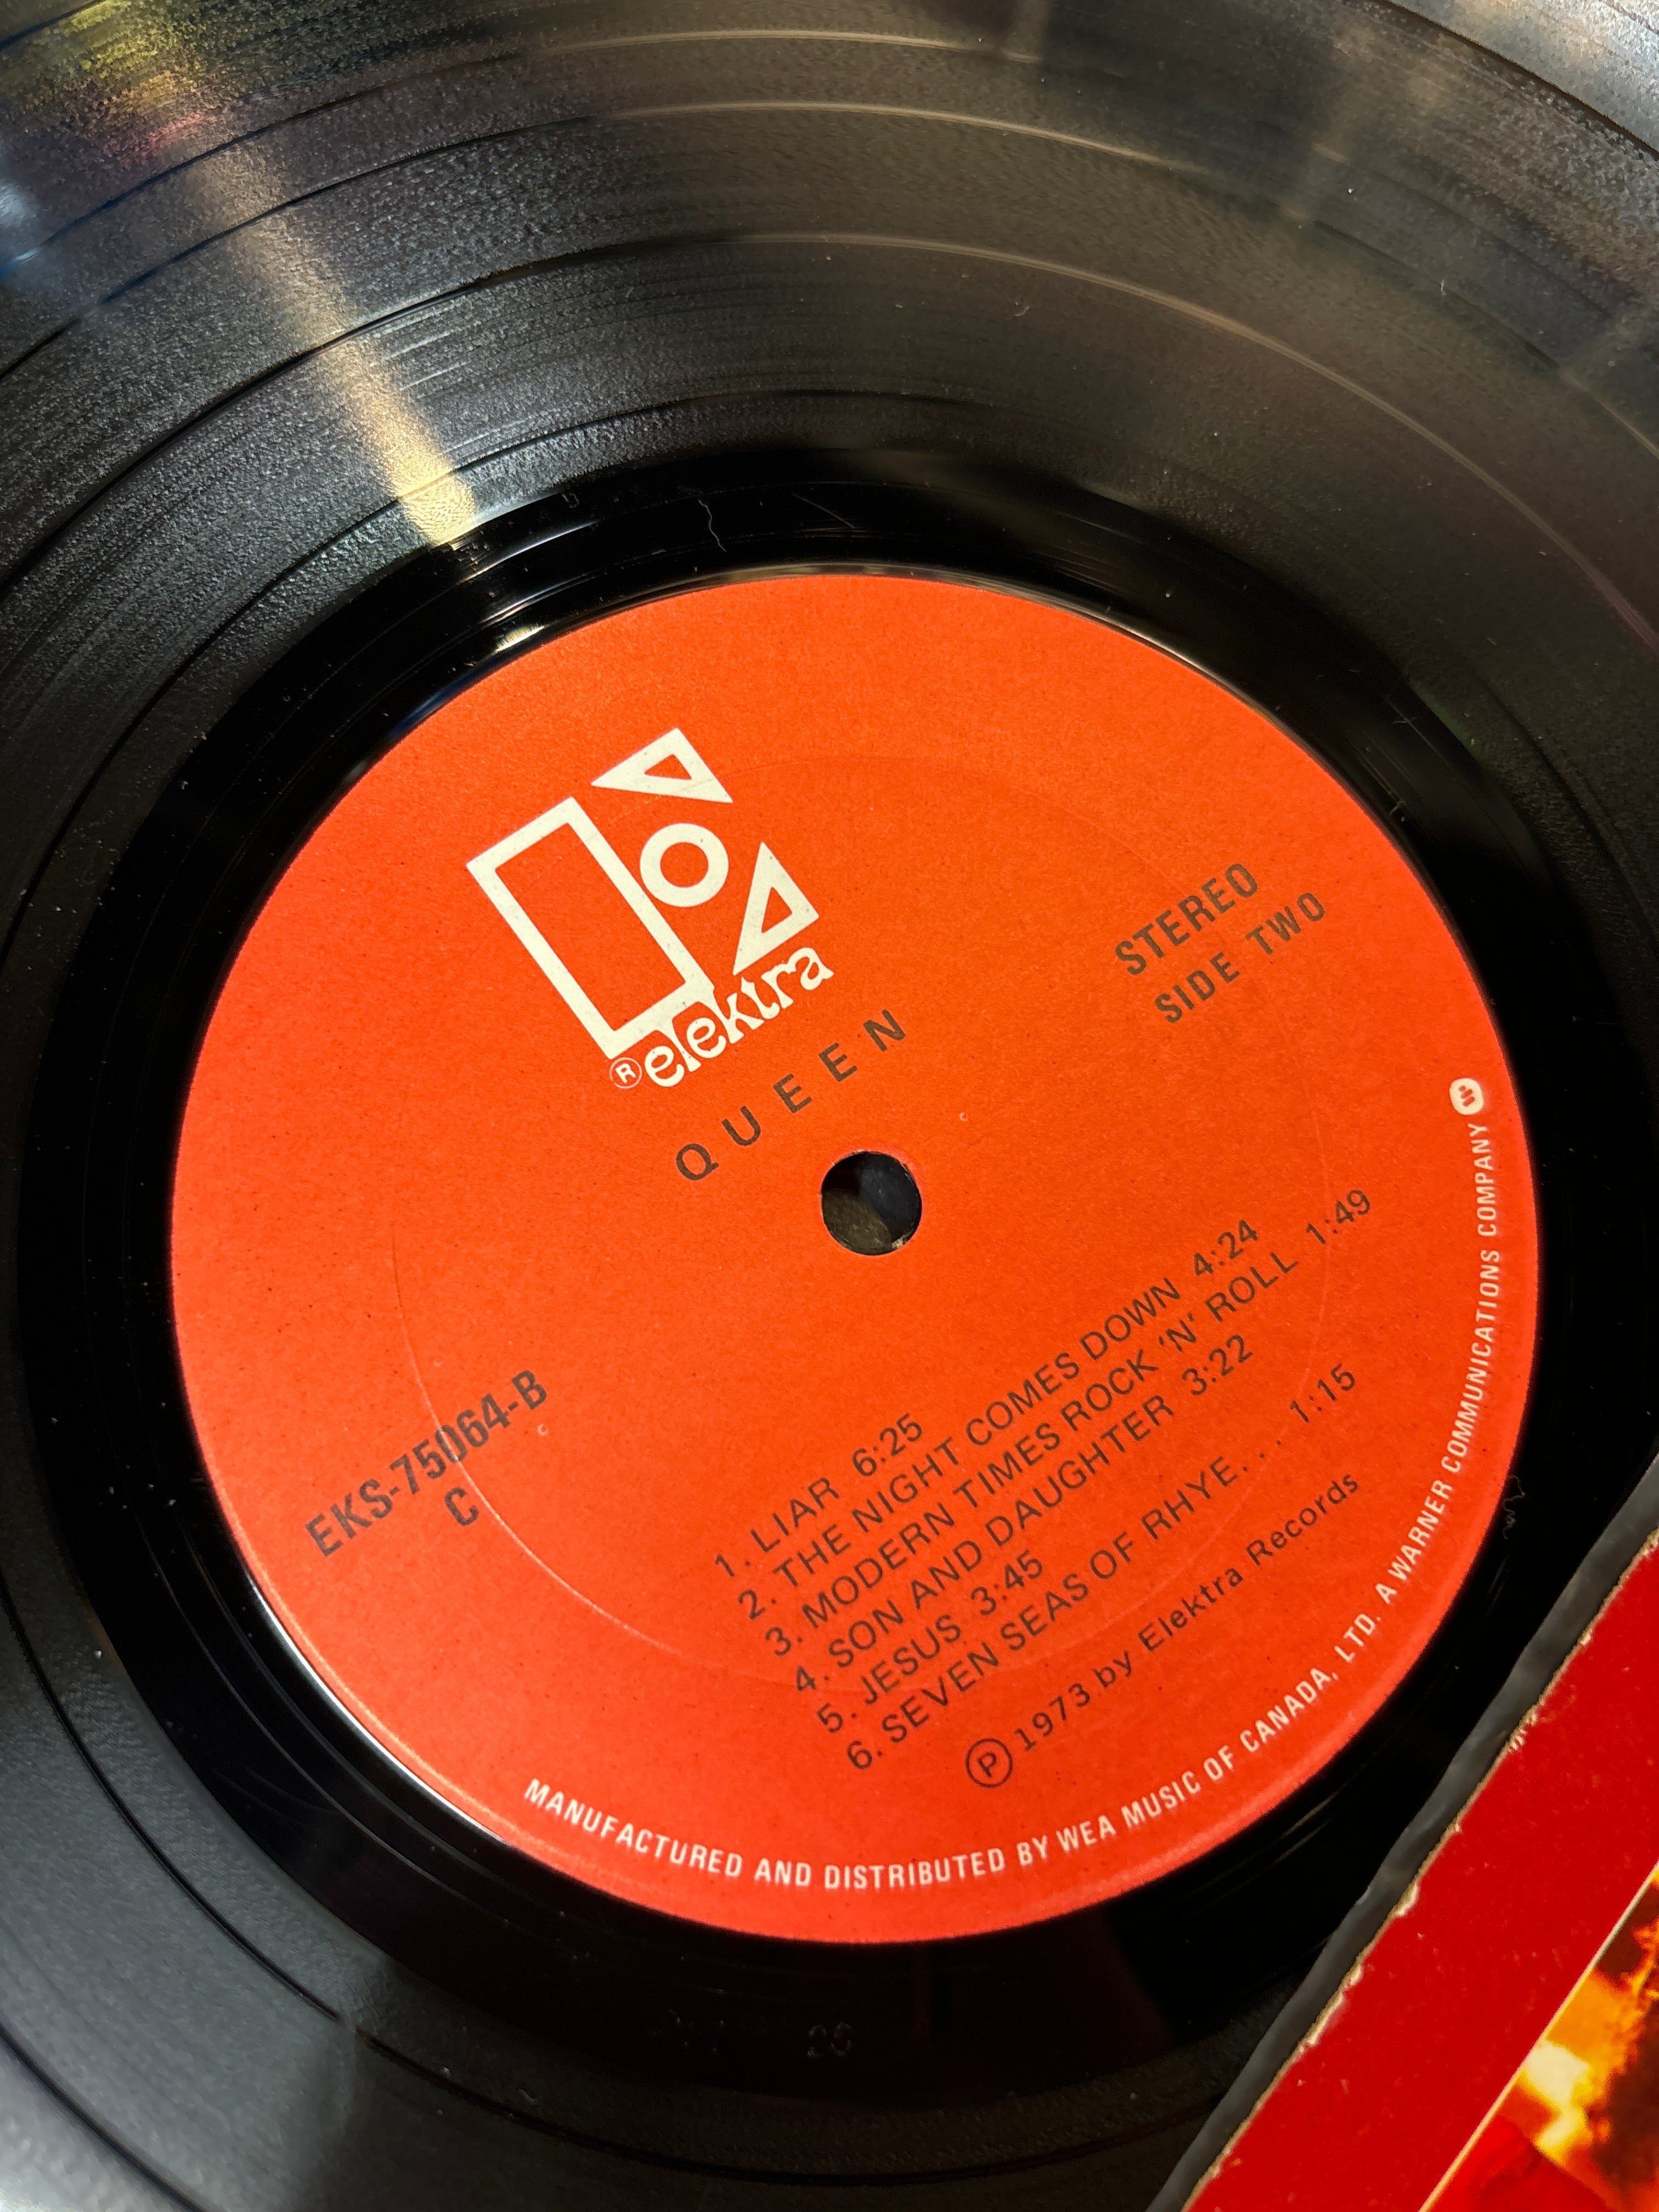 ® elektra
STEREO
SIDE TWO
QUEEN
EKS-75064-B
C
1. LIAR 6:25
2. THE NIGHT COMES DOWN 4:24
3. MODERN TIMES ROCK 'N' ROLL 1:49
4. SON AND DAUGHTER 3:22
5. JESUS 3:45
6. SEVEN SEAS OF RHYE. . . 1:15
Ⓟ 1973 by Elektra Records
MANUFACTURED AND DISTRIBUTED BY WEA MUSIC OF CANADA, LTD. A WARNER COMMUNICATIONS COMPANY